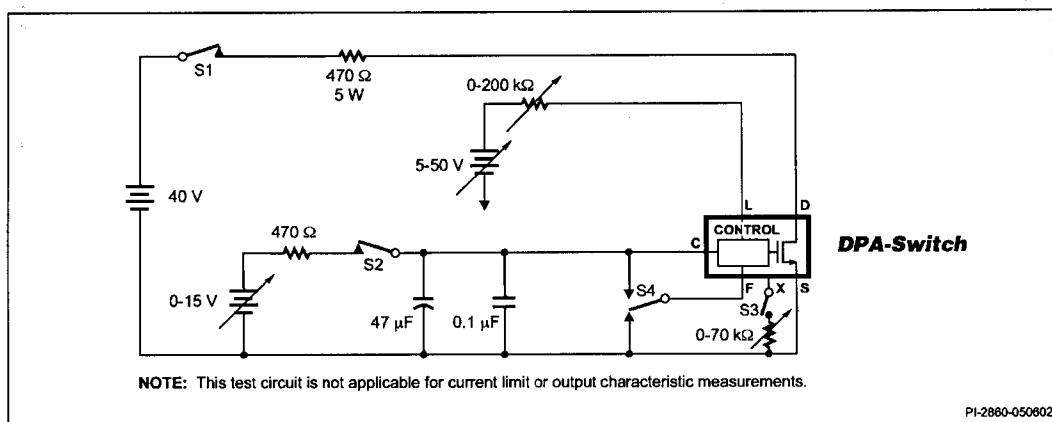 S1
470 Ω
5 W
0-200 kΩ
5-50 V
40 V
L
D
CONTROL
C
DPA-Switch
470 Ω
S2
F
X
S
S4
S3
0-15 V
47 µF
0.1 µF
0-70 kΩ
NOTE: This test circuit is not applicable for current limit or output characteristic measurements.
PI-2860-050602